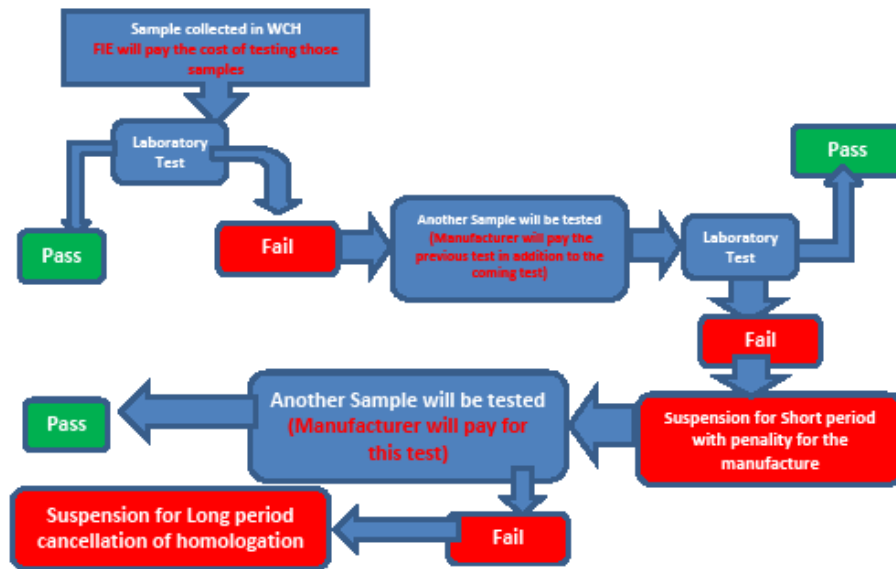 Sample collected in WCH
FIE will pay the cost of testing those
samples
Laboratory
Test
Pass
Fail
Another Sample will be tested
(Manufacturer will pay the
previous test in addition to the
coming test)
Laboratory
Test
Pass
Fail
Suspension for Short period
with penality for the
manufacture
Another Sample will be tested
(Manufacturer will pay for
this test)
Pass
Fail
Suspension for Long period
cancellation of homologation